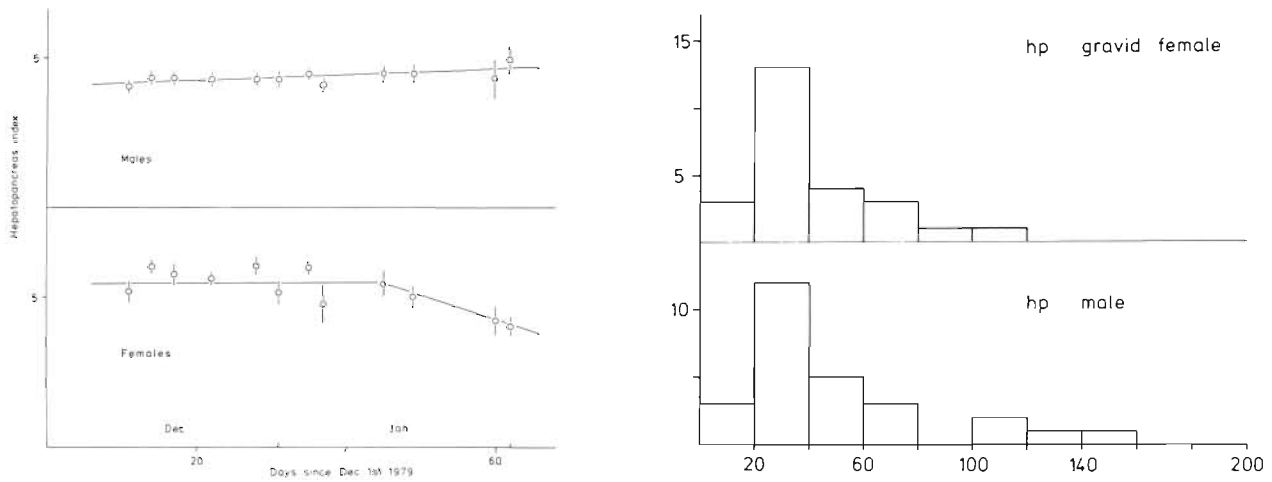 Hepatopancreas index
5
Males
5
Females
Dec
Jan
20
60
Days since Dec 1st 1979
15
hp gravid female
5
10
hp male
20
60
100
140
200